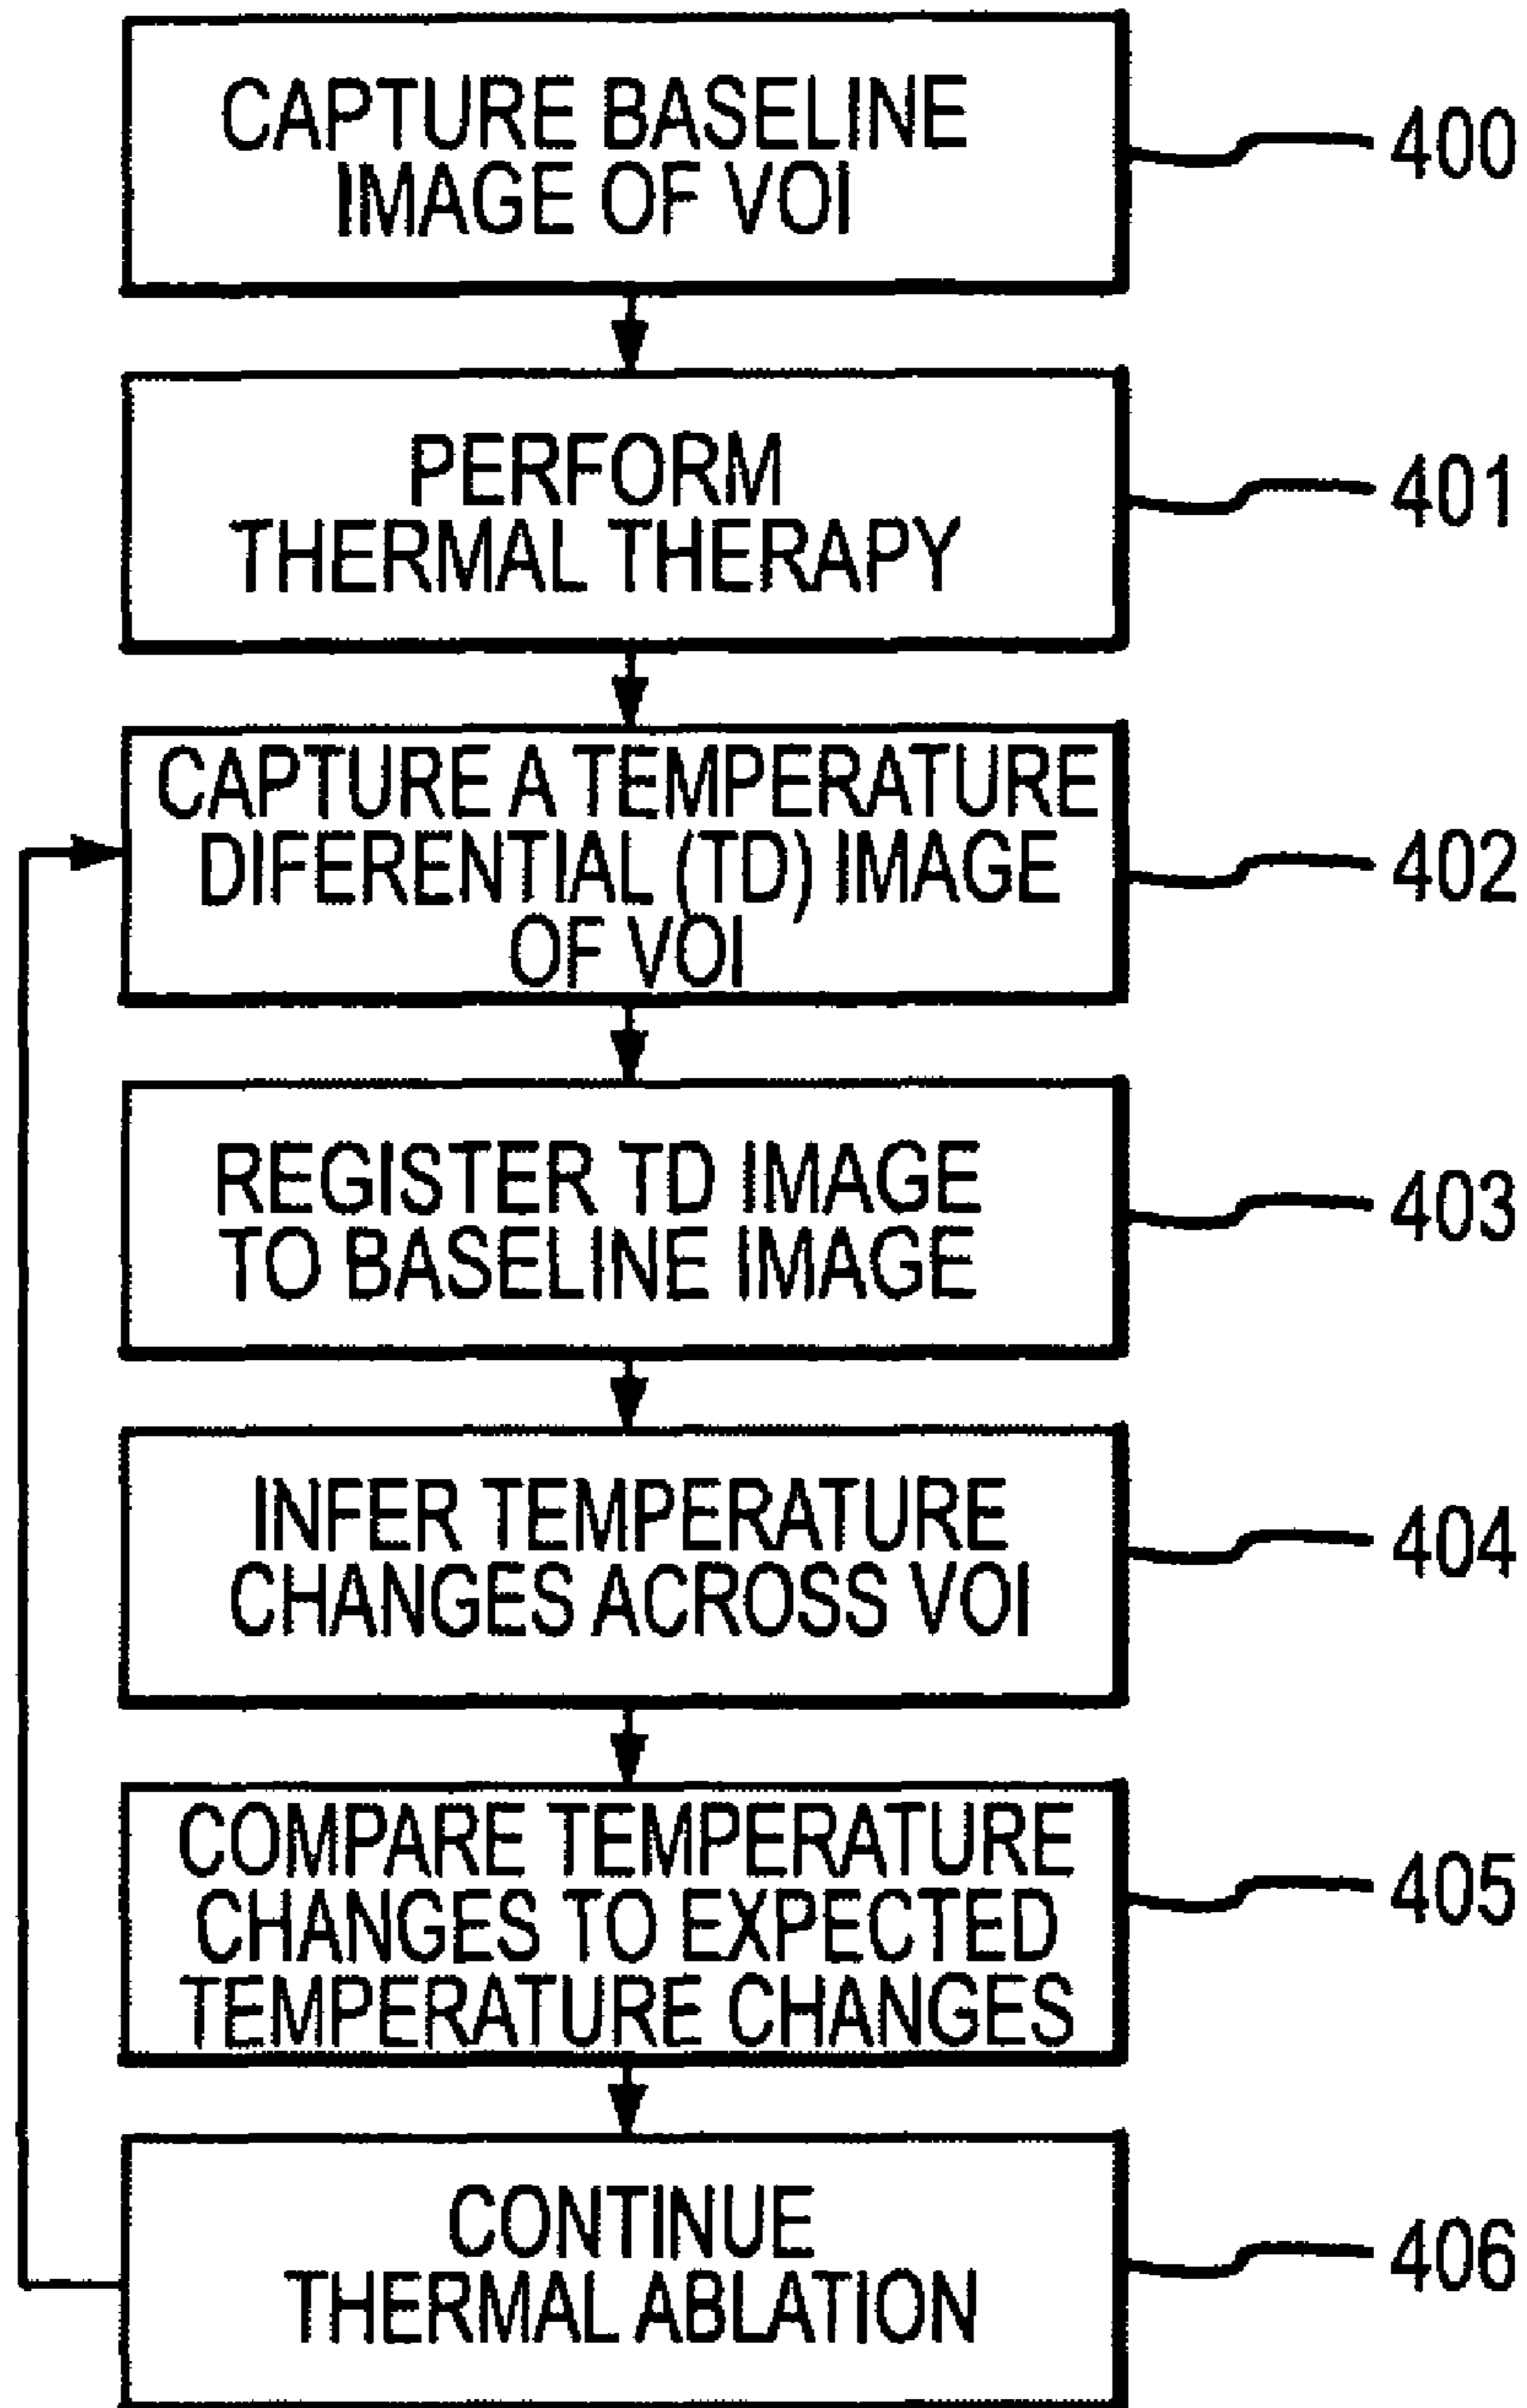 CAPTURE BASELINE
IMAGE OF VOI
400
PERFORM
THERMAL THERAPY
401
CAPTURE A TEMPERATURE
DIFERENTIAL (TD) IMAGE
OF VOI
402
REGISTER TD IMAGE
TO BASELINE IMAGE
403
INFER TEMPERATURE
CHANGES ACROSS VOI
404
COMPARE TEMPERATURE
CHANGES TO EXPECTED
TEMPERATURE CHANGES
405
CONTINUE
THERMAL ABLATION
406